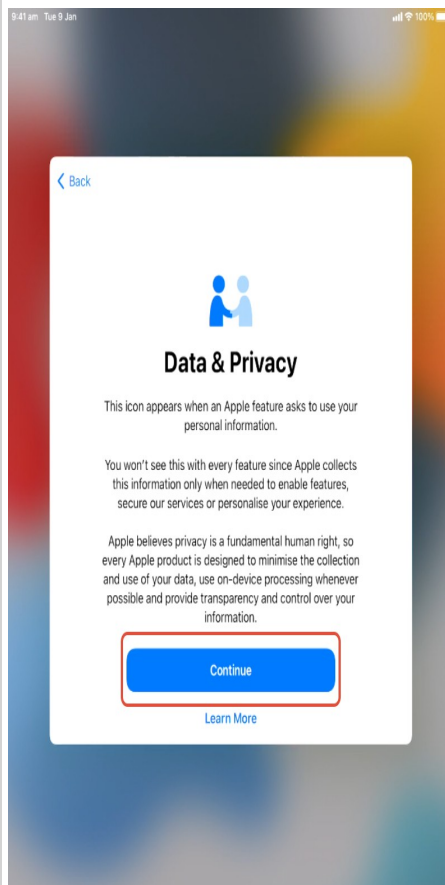 9:41 am Tue 9 Jan
100%
Back
Data & Privacy
This icon appears when an Apple feature asks to use your
personal information.
You won't see this with every feature since Apple collects
this information only when needed to enable features,
secure our services or personalise your experience.
Apple believes privacy is a fundamental human right, so
every Apple product is designed to minimise the collection
and use of your data, use on-device processing whenever
possible and provide transparency and control over your
information.
Continue
Learn More